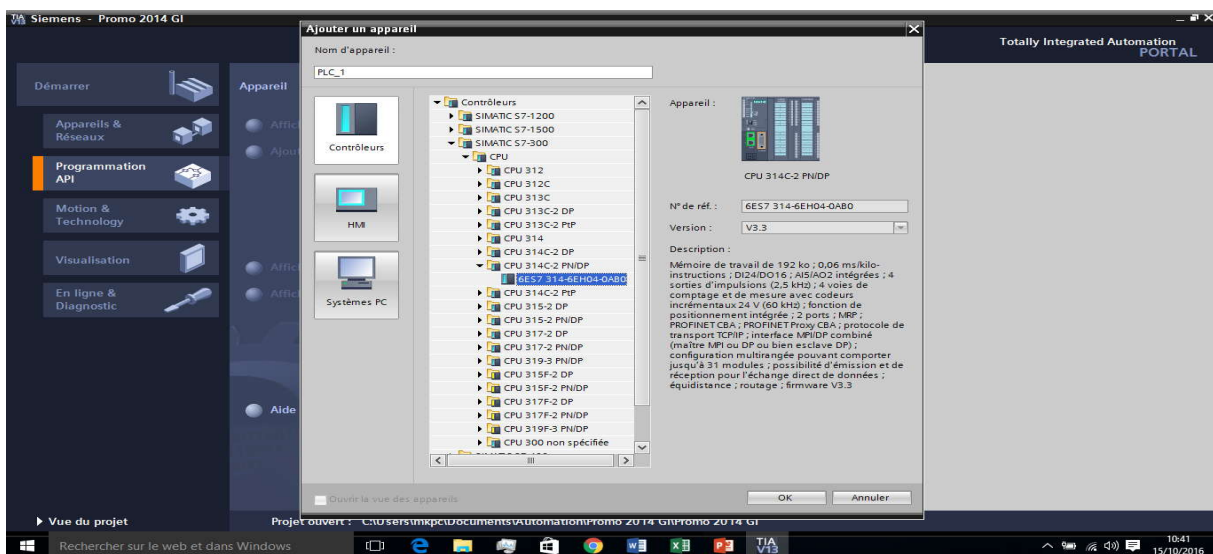 Siemens - Promo 2014 GI
Totally Integrated Automation
PORTAL
Démarrer
Appareils &
Réseaux
Programmation
API
Motion &
Technology
Visualisation
En ligne &
Diagnostic
Vue du projet
Appareil
Aide
Projet ouvert : C:\Users\mkpc\Documents\Automation\Promo 2014 GI\Promo 2014 GI
Ajouter un appareil
Nom d'appareil :
PLC_1
Contrôleurs
HMI
Systèmes PC
Contrôleurs
SIMATIC S7-1200
SIMATIC S7-1500
SIMATIC S7-300
CPU
CPU 312
CPU 312C
CPU 313C
CPU 313C-2 DP
CPU 313C-2 PtP
CPU 314
CPU 314C-2 DP
CPU 314C-2 PN/DP
6ES7 314-6EH04-0AB0
CPU 314C-2 PtP
CPU 315-2 DP
CPU 315-2 PN/DP
CPU 317-2 DP
CPU 317-2 PN/DP
CPU 319-3 PN/DP
CPU 315F-2 DP
CPU 315F-2 PN/DP
CPU 317F-2 DP
CPU 317F-2 PN/DP
CPU 319F-3 PN/DP
CPU 300 non spécifiée
Appareil :
CPU 314C-2 PN/DP
N° de réf. :
6ES7 314-6EH04-0AB0
Version :
V3.3
Description :
Mémoire de travail de 192 ko ; 0,06 ms/kilo-
instructions ; DI24/DO16 ; AI5/AO2 intégrées ; 4
sorties d'impulsions (2,5 kHz) ; 4 voies de
comptage et de mesure avec codeurs
incrémentaux 24 V (60 kHz) ; fonction de
positionnement intégrée ; 2 ports ; MRP ;
PROFINET CBA ; PROFINET Proxy CBA ; protocole de
transport TCP/IP ; interface MPI/DP combiné
(maître MPI ou DP ou bien esclave DP) ;
configuration multirangée pouvant comporter
jusqu'à 31 modules ; possibilité d'émission et de
réception pour l'échange direct de données ;
équidistance ; routage ; firmware V3.3
Ouvrir la vue des appareils
OK
Annuler
Rechercher sur le web et dans Windows
TIA
V13
10:41
15/10/2016